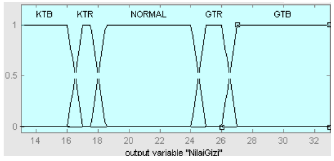 KTB KTR NORMAL GTR GTB
1
0.5
0
14 16 18 20 22 24 26 28 30 32
output variable "NilaiGizi"